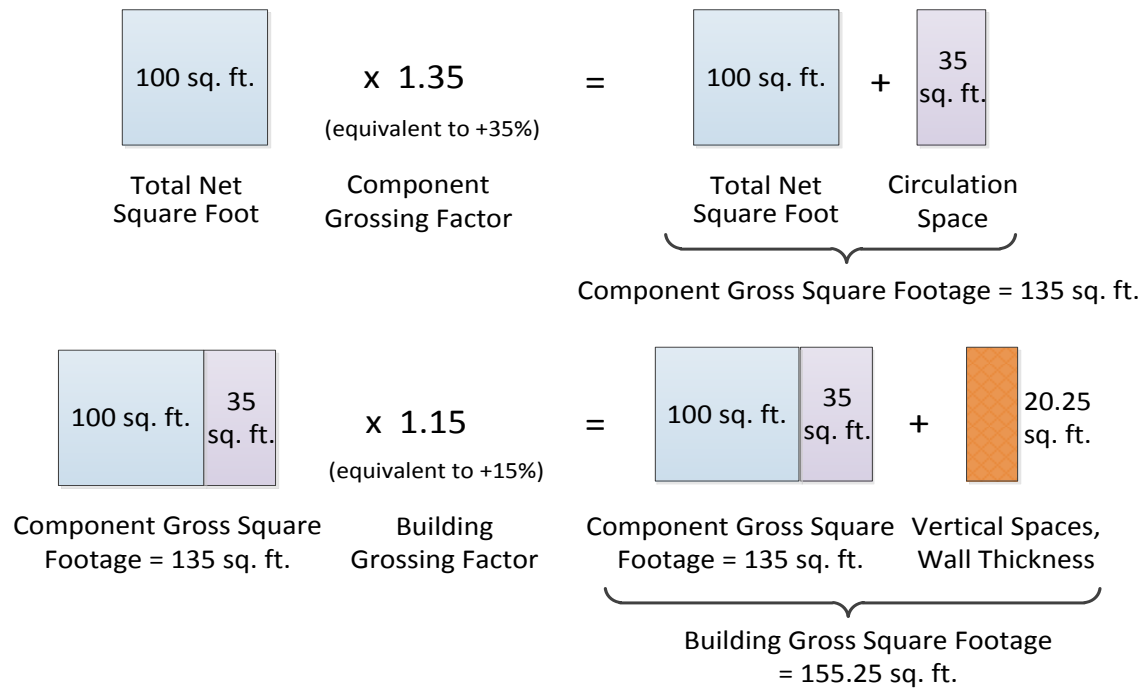 100 sq. ft.
x 1.35
(equivalent to +35%)
=
100 sq. ft.
+
35
sq. ft.
Total Net
Square Foot
Component
Grossing Factor
Total Net
Square Foot
Circulation
Space
Component Gross Square Footage = 135 sq. ft.
100 sq. ft.
35
sq. ft.
x 1.15
(equivalent to +15%)
=
100 sq. ft.
35
sq. ft.
+
20.25
sq. ft.
Component Gross Square
Footage = 135 sq. ft.
Building
Grossing Factor
Component Gross Square
Footage = 135 sq. ft.
Vertical Spaces,
Wall Thickness
Building Gross Square Footage
= 155.25 sq. ft.